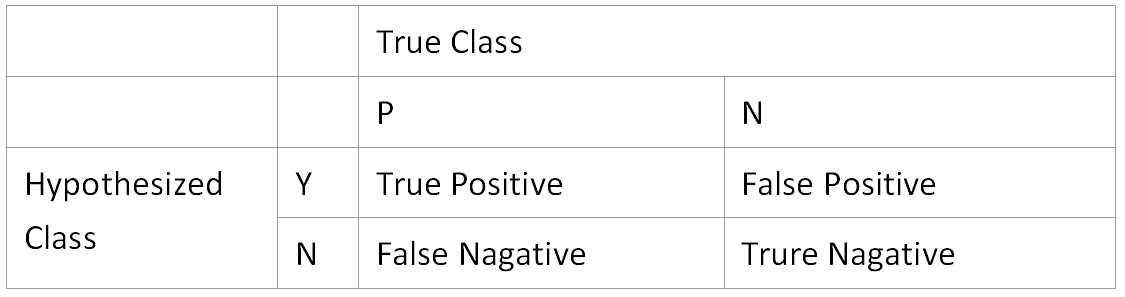 True Class
P N
Hypothesized Class Y True Positive False Positive
N False Nagative Trure Nagative